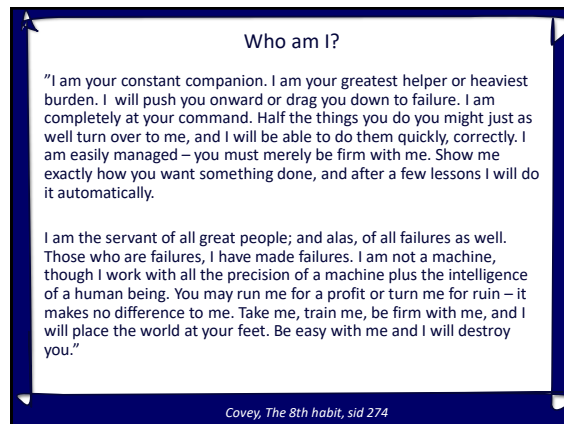 Who am I?
”I am your constant companion. I am your greatest helper or heaviest
burden. I will push you onward or drag you down to failure. I am
completely at your command. Half the things you do you might just as
well turn over to me, and I will be able to do them quickly, correctly. I
am easily managed – you must merely be firm with me. Show me
exactly how you want something done, and after a few lessons I will do
it automatically.
I am the servant of all great people; and alas, of all failures as well.
Those who are failures, I have made failures. I am not a machine,
though I work with all the precision of a machine plus the intelligence
of a human being. You may run me for a profit or turn me for ruin – it
makes no difference to me. Take me, train me, be firm with me, and I
will place the world at your feet. Be easy with me and I will destroy
you.”
Covey, The 8th habit, sid 274